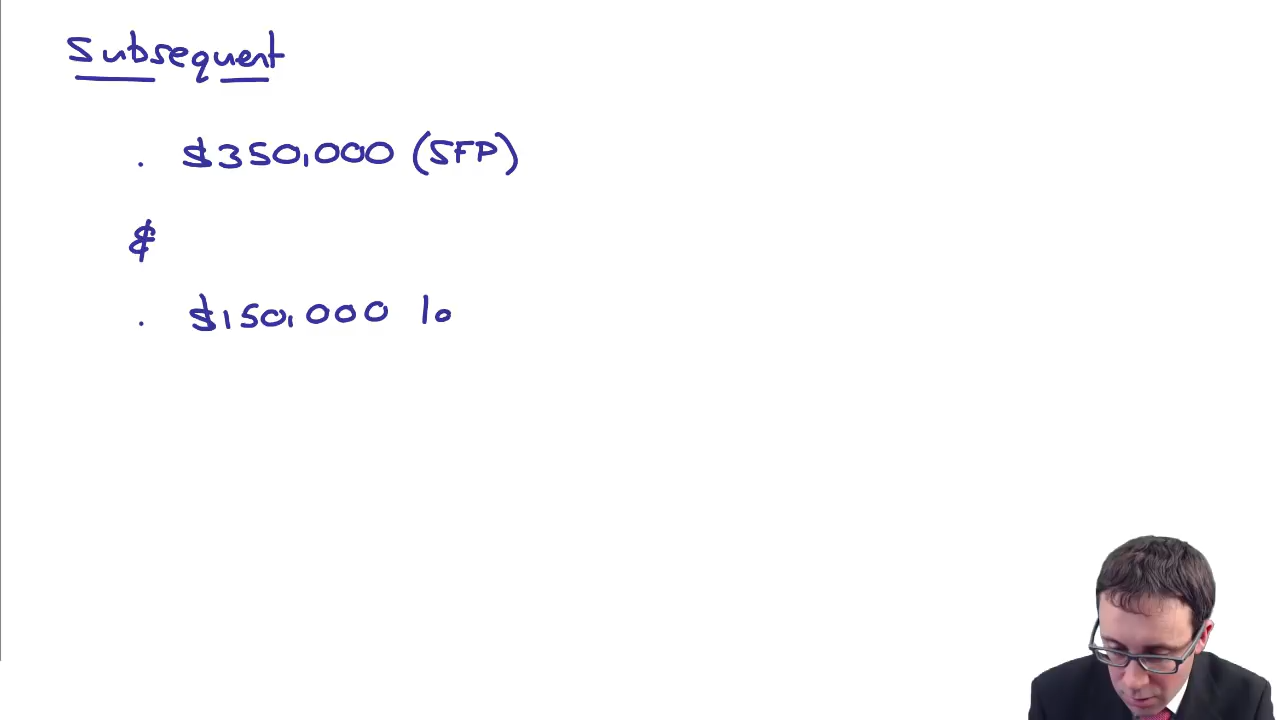 Subsequent
. $350,000 (SFP)
&
. $150,000 lo